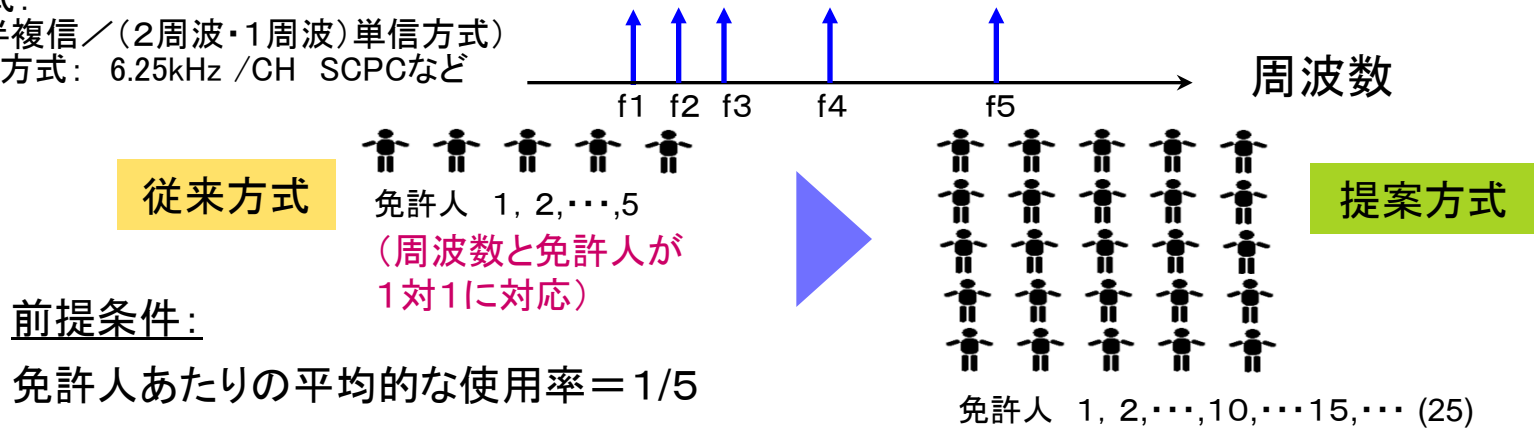 式：
半複信／（２周波・１周波）単信方式）
方式： 6.25kHz /CH SCPCなど
周波数
f1 f2 f3 f4 f5
従来方式
免許人 １，２，・・・，５
（周波数と免許人が
１対１に対応）
提案方式
前提条件：
免許人あたりの平均的な使用率＝１/５
免許人 １，２，・・・，10，・・・15，・・・ (25)